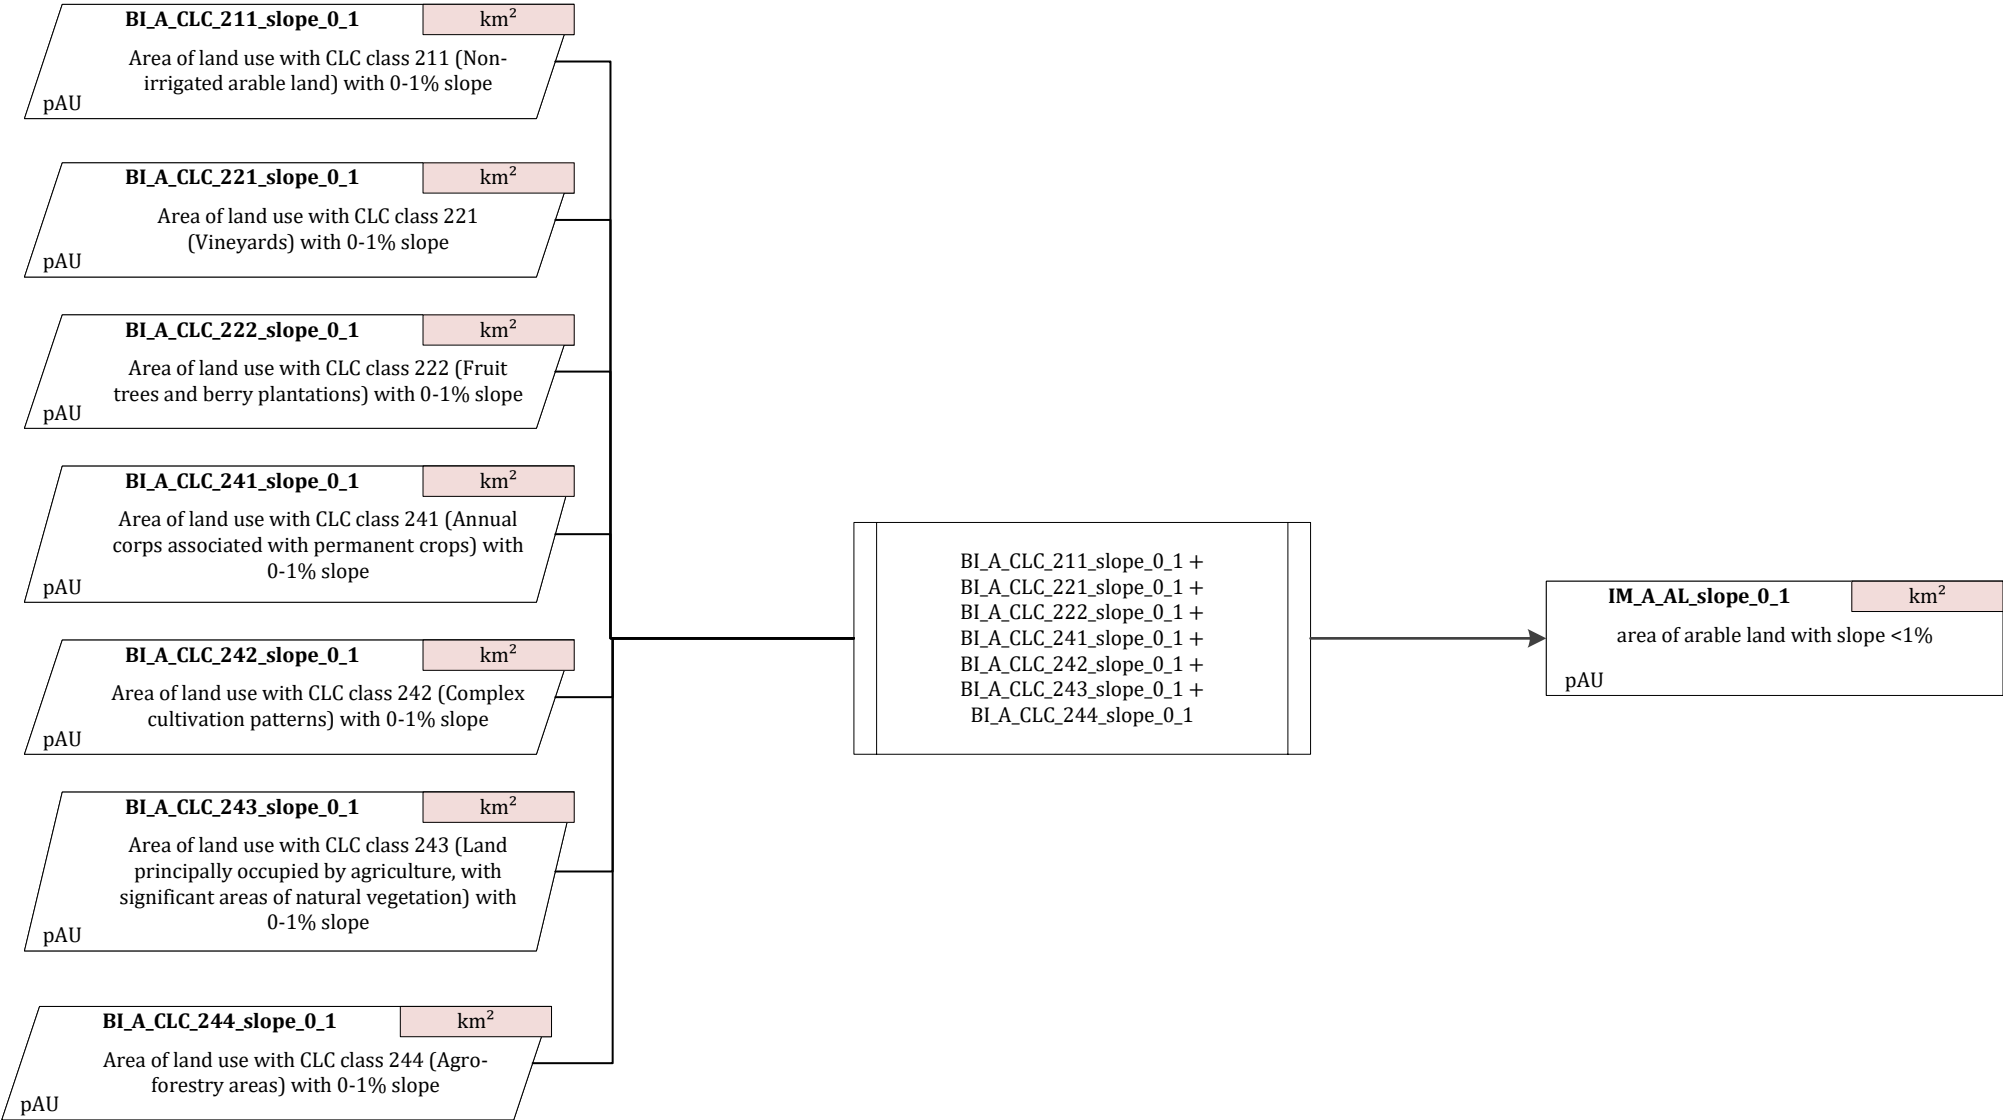 BI_A_CLC_211_slope_0_1
km²
Area of land use with CLC class 211 (Non-
irrigated arable land) with 0-1% slope
pAU
BI_A_CLC_221_slope_0_1
km²
Area of land use with CLC class 221
(Vineyards) with 0-1% slope
pAU
BI_A_CLC_222_slope_0_1
km²
Area of land use with CLC class 222 (Fruit
trees and berry plantations) with 0-1% slope
pAU
BI_A_CLC_241_slope_0_1
km²
Area of land use with CLC class 241 (Annual
corps associated with permanent crops) with
0-1% slope
pAU
BI_A_CLC_242_slope_0_1
km²
Area of land use with CLC class 242 (Complex
cultivation patterns) with 0-1% slope
pAU
BI_A_CLC_243_slope_0_1
km²
Area of land use with CLC class 243 (Land
principally occupied by agriculture, with
significant areas of natural vegetation) with
0-1% slope
pAU
BI_A_CLC_244_slope_0_1
km²
Area of land use with CLC class 244 (Agro-
forestry areas) with 0-1% slope
pAU
BI_A_CLC_211_slope_0_1 +
BI_A_CLC_221_slope_0_1 +
BI_A_CLC_222_slope_0_1 +
BI_A_CLC_241_slope_0_1 +
BI_A_CLC_242_slope_0_1 +
BI_A_CLC_243_slope_0_1 +
BI_A_CLC_244_slope_0_1
IM_A_AL_slope_0_1
km²
area of arable land with slope <1%
pAU